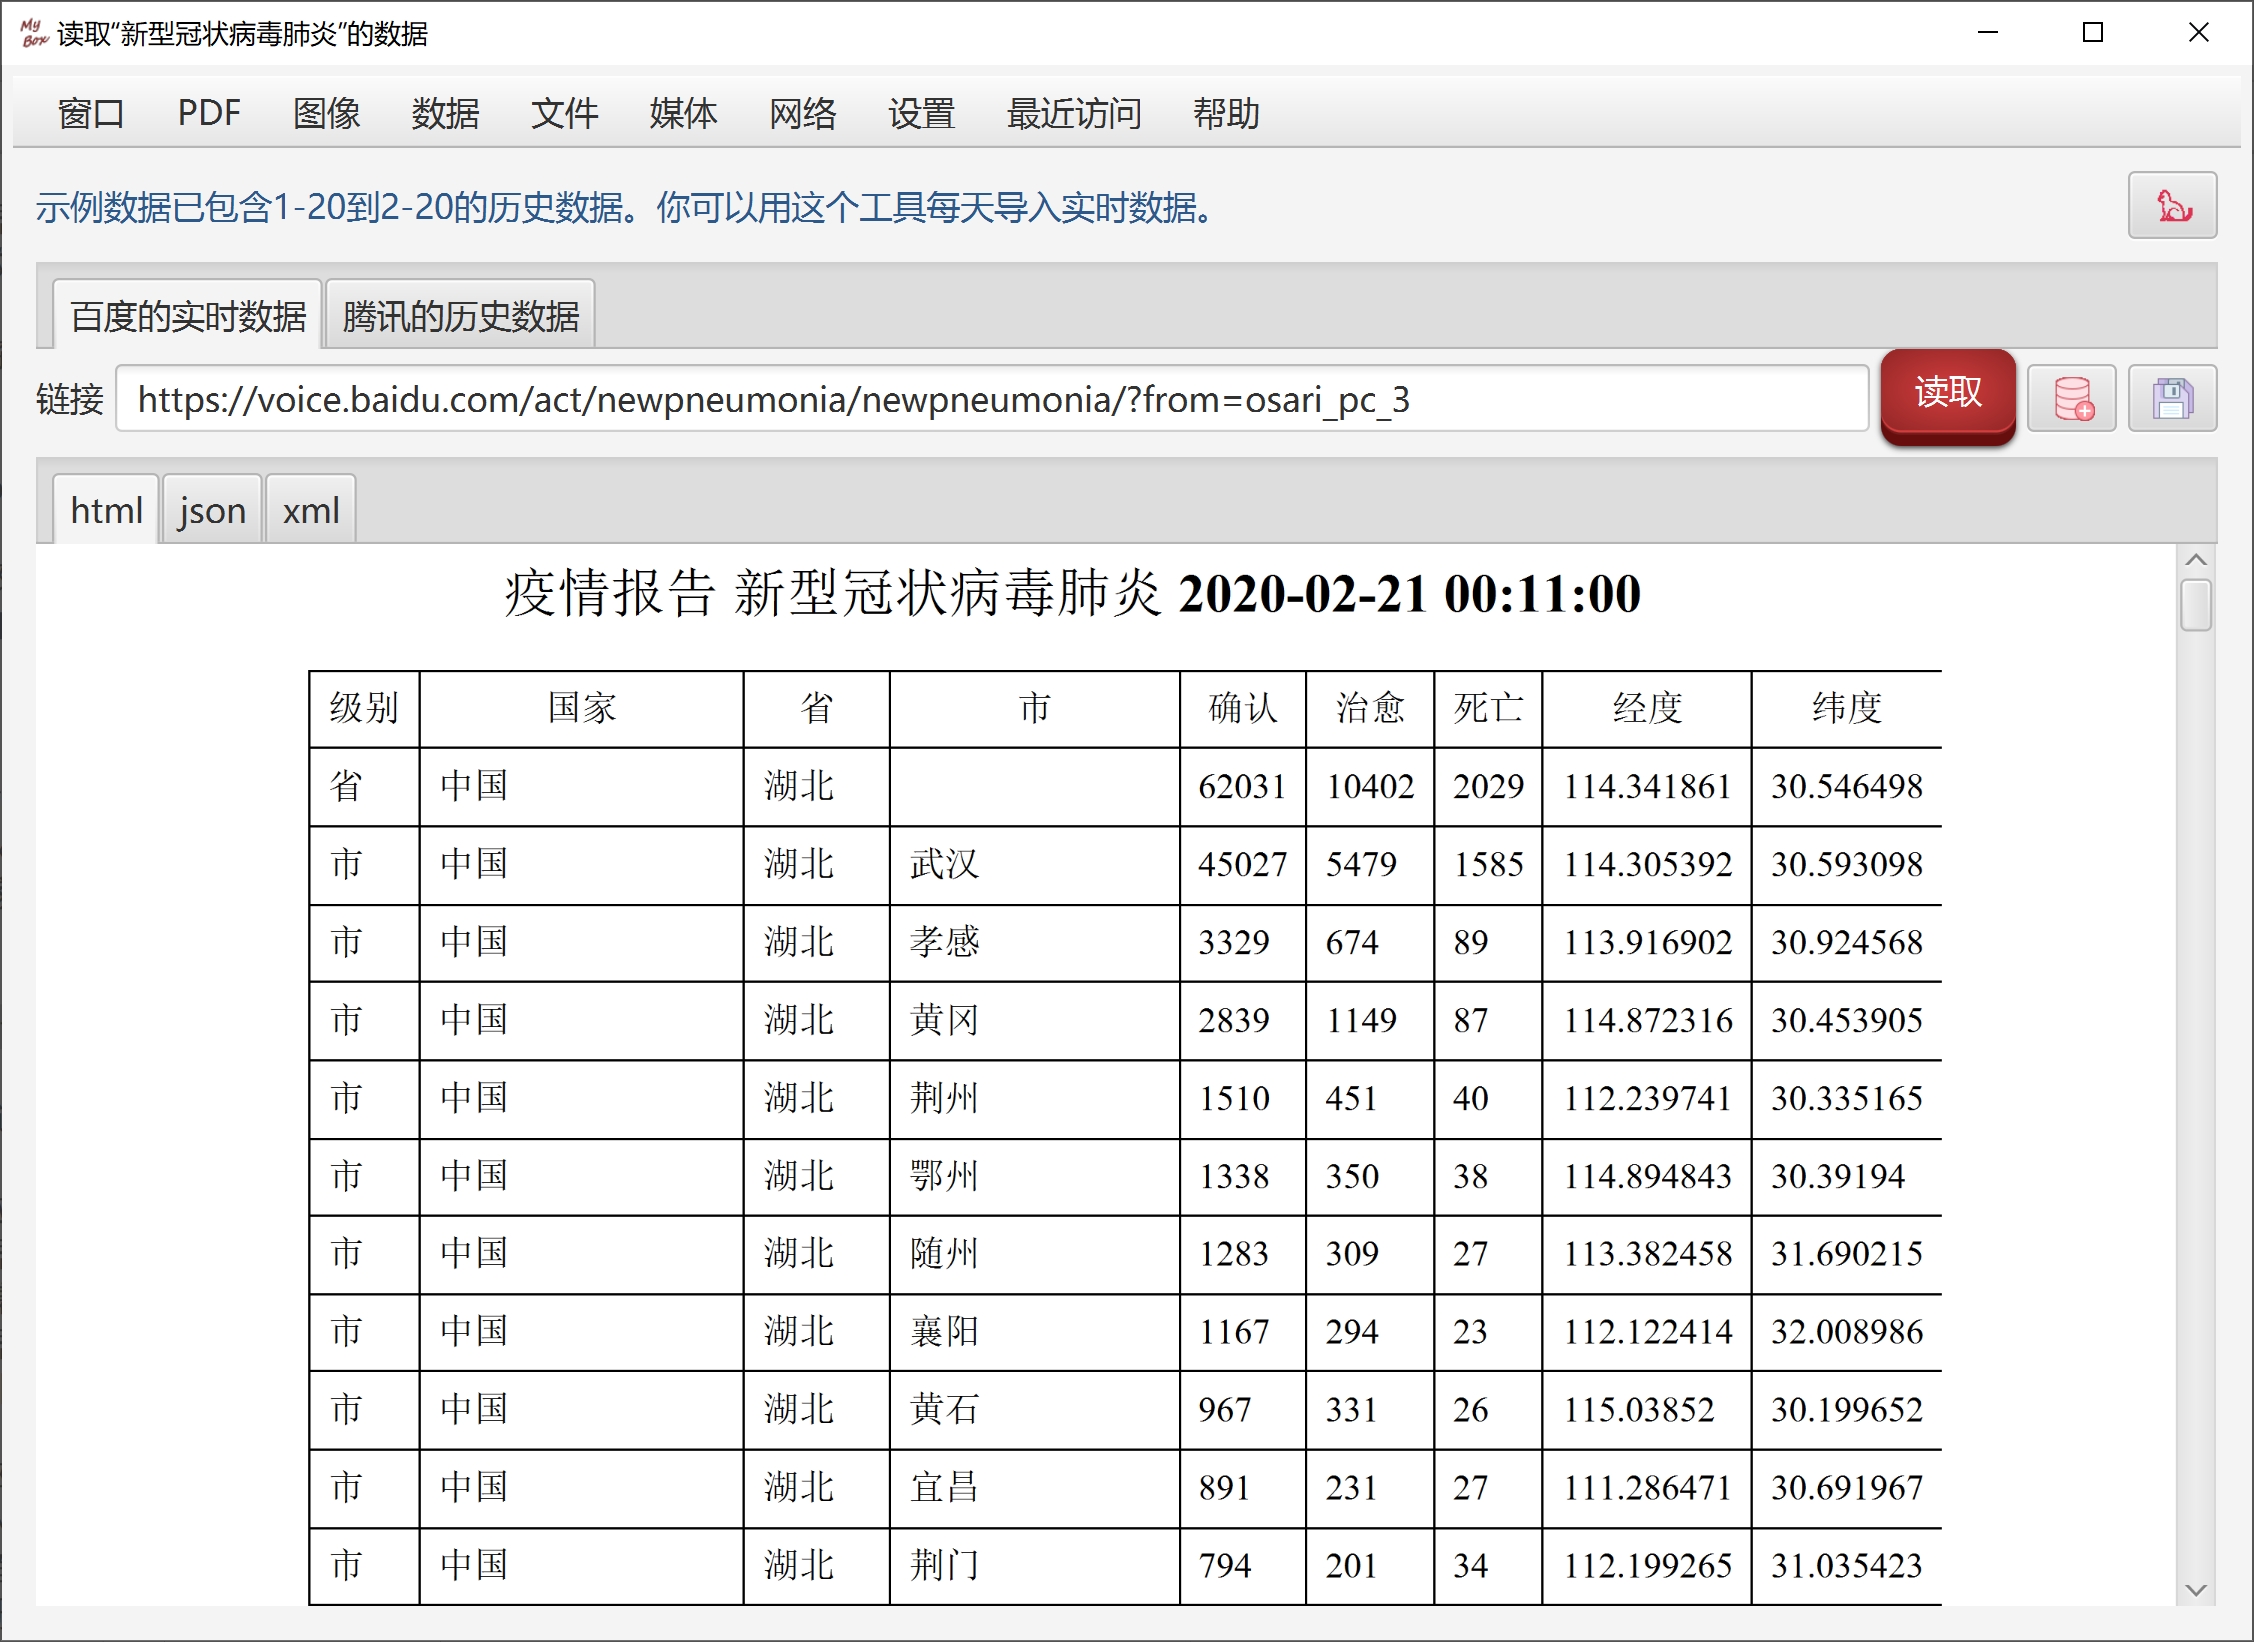 My Box 读取“新型冠状病毒肺炎”的数据
窗口 PDF 图像 数据 文件 媒体 网络 设置 最近访问 帮助
示例数据已包含1-20到2-20的历史数据。你可以用这个工具每天导入实时数据。
百度的实时数据 腾讯的历史数据
链接 https://voice.baidu.com/act/newpneumonia/newpneumonia/?from=osari_pc_3 读取
html json xml
疫情报告 新型冠状病毒肺炎 2020-02-21 00:11:00
级别 国家 省 市 确认 治愈 死亡 经度 纬度
省 中国 湖北 62031 10402 2029 114.341861 30.546498
市 中国 湖北 武汉 45027 5479 1585 114.305392 30.593098
市 中国 湖北 孝感 3329 674 89 113.916902 30.924568
市 中国 湖北 黄冈 2839 1149 87 114.872316 30.453905
市 中国 湖北 荆州 1510 451 40 112.239741 30.335165
市 中国 湖北 鄂州 1338 350 38 114.894843 30.39194
市 中国 湖北 随州 1283 309 27 113.382458 31.690215
市 中国 湖北 襄阳 1167 294 23 112.122414 32.008986
市 中国 湖北 黄石 967 331 26 115.03852 30.199652
市 中国 湖北 宜昌 891 231 27 111.286471 30.691967
市 中国 湖北 荆门 794 201 34 112.199265 31.035423